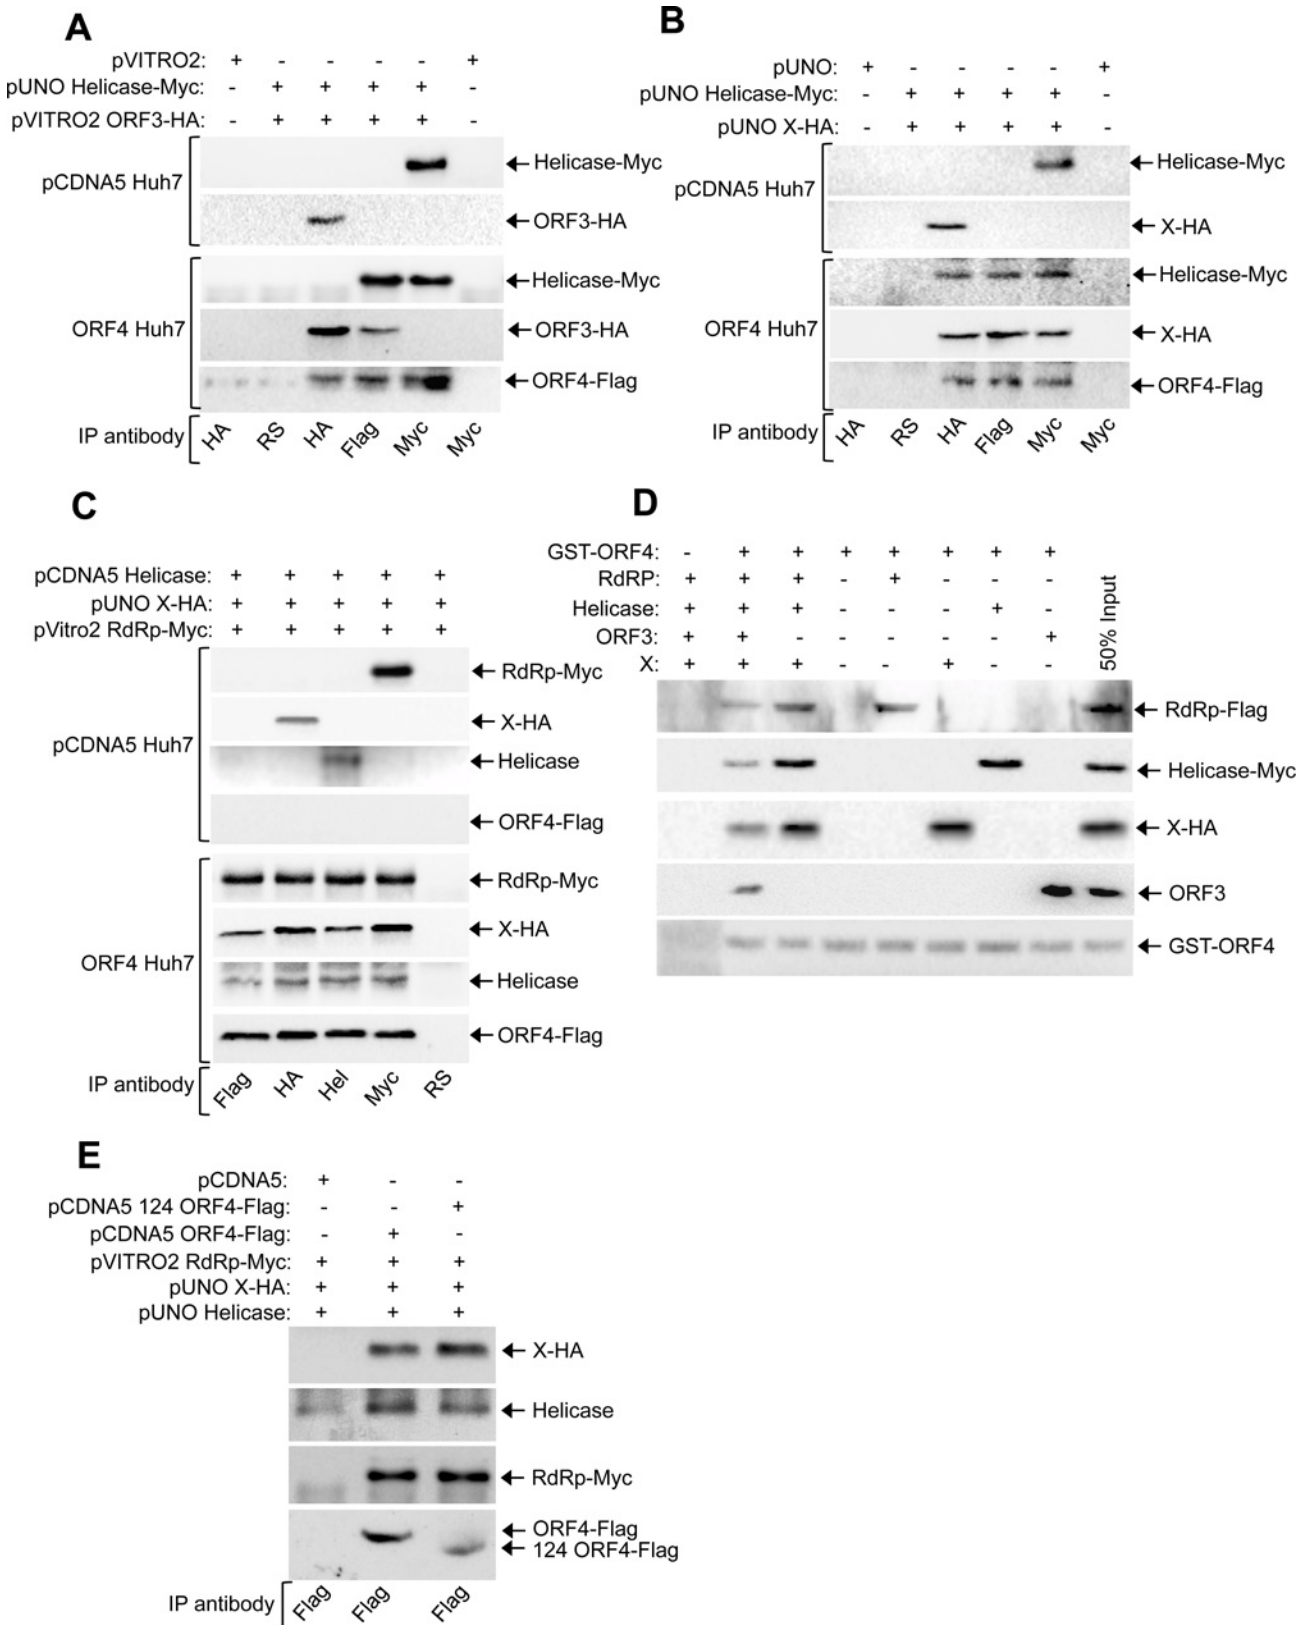 A
pVITRO2: + - - - - +
pUNO Helicase-Myc: - + + + + -
pVITRO2 ORF3-HA: - + + + + -
pCDNA5 Huh7
Helicase-Myc
ORF3-HA
ORF4 Huh7
Helicase-Myc
ORF3-HA
ORF4-Flag
IP antibody
HA RS HA Flag Myc Myc
B
pUNO: + - - - - +
pUNO Helicase-Myc: - + + + + -
pUNO X-HA: - + + + + -
pCDNA5 Huh7
Helicase-Myc
X-HA
ORF4 Huh7
Helicase-Myc
X-HA
ORF4-Flag
IP antibody
HA RS HA Flag Myc Myc
C
pCDNA5 Helicase: + + + + +
pUNO X-HA: + + + + +
pVitro2 RdRp-Myc: + + + + +
pCDNA5 Huh7
RdRp-Myc
X-HA
Helicase
ORF4-Flag
ORF4 Huh7
RdRp-Myc
X-HA
Helicase
ORF4-Flag
IP antibody
Flag HA Hel Myc RS
D
GST-ORF4: - + + + + + + +
RdRP: + + + - + - - -
Helicase: + + + - - - + -
ORF3: + + - - - - - +
X: + + + - - + - -
50% Input
RdRp-Flag
Helicase-Myc
X-HA
ORF3
GST-ORF4
E
pCDNA5: + - -
pCDNA5 124 ORF4-Flag: - - +
pCDNA5 ORF4-Flag: - + -
pVITRO2 RdRp-Myc: + + +
pUNO X-HA: + + +
pUNO Helicase: + + +
X-HA
Helicase
RdRp-Myc
ORF4-Flag
124 ORF4-Flag
IP antibody
Flag Flag Flag